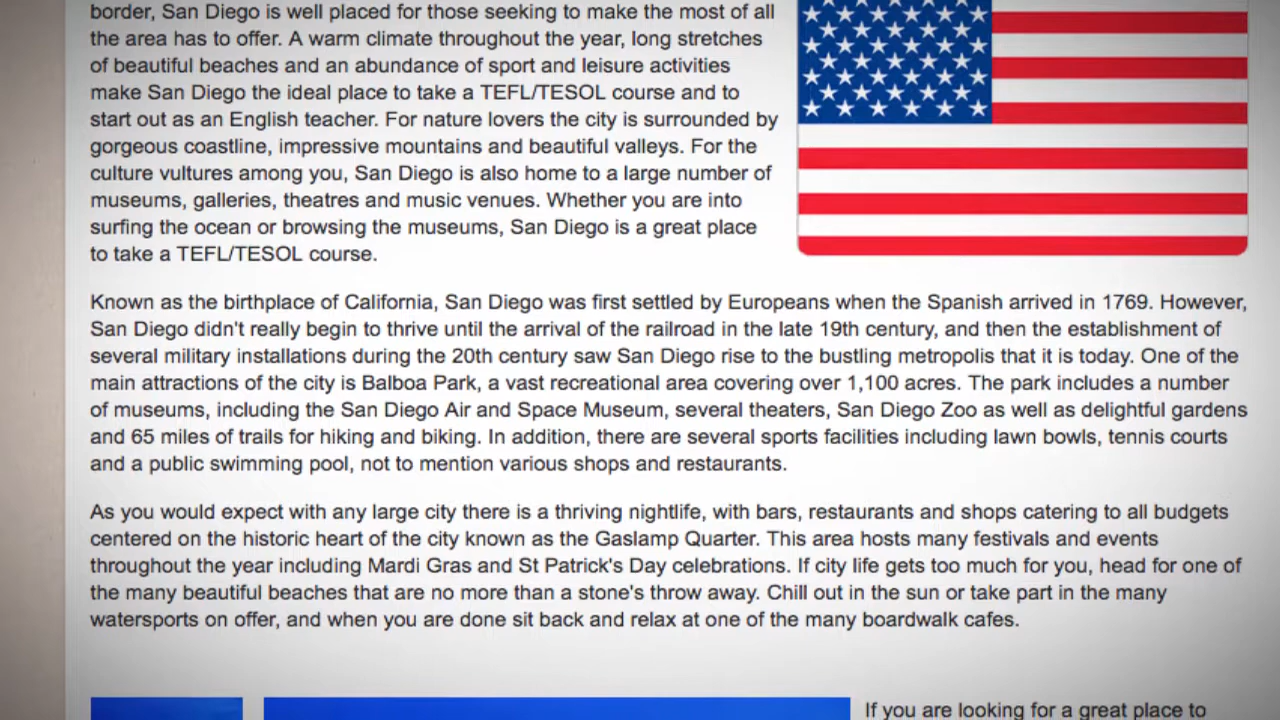 border, San Diego is well placed for those seeking to make the most of all
the area has to offer. A warm climate throughout the year, long stretches
of beautiful beaches and an abundance of sport and leisure activities
make San Diego the ideal place to take a TEFL/TESOL course and to
start out as an English teacher. For nature lovers the city is surrounded by
gorgeous coastline, impressive mountains and beautiful valleys. For the
culture vultures among you, San Diego is also home to a large number of
museums, galleries, theatres and music venues. Whether you are into
surfing the ocean or browsing the museums, San Diego is a great place
to take a TEFL/TESOL course.
Known as the birthplace of California, San Diego was first settled by Europeans when the Spanish arrived in 1769. However,
San Diego didn't really begin to thrive until the arrival of the railroad in the late 19th century, and then the establishment of
several military installations during the 20th century saw San Diego rise to the bustling metropolis that it is today. One of the
main attractions of the city is Balboa Park, a vast recreational area covering over 1,100 acres. The park includes a number
of museums, including the San Diego Air and Space Museum, several theaters, San Diego Zoo as well as delightful gardens
and 65 miles of trails for hiking and biking. In addition, there are several sports facilities including lawn bowls, tennis courts
and a public swimming pool, not to mention various shops and restaurants.
As you would expect with any large city there is a thriving nightlife, with bars, restaurants and shops catering to all budgets
centered on the historic heart of the city known as the Gaslamp Quarter. This area hosts many festivals and events
throughout the year including Mardi Gras and St Patrick's Day celebrations. If city life gets too much for you, head for one of
the many beautiful beaches that are no more than a stone's throw away. Chill out in the sun or take part in the many
watersports on offer, and when you are done sit back and relax at one of the many boardwalk cafes.
If you are looking for a great place to